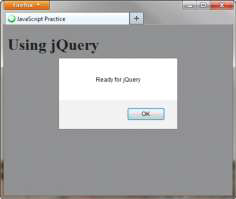 Firefox
JavaScript Practice
+
Using jQuery
Ready for jQuery
OK